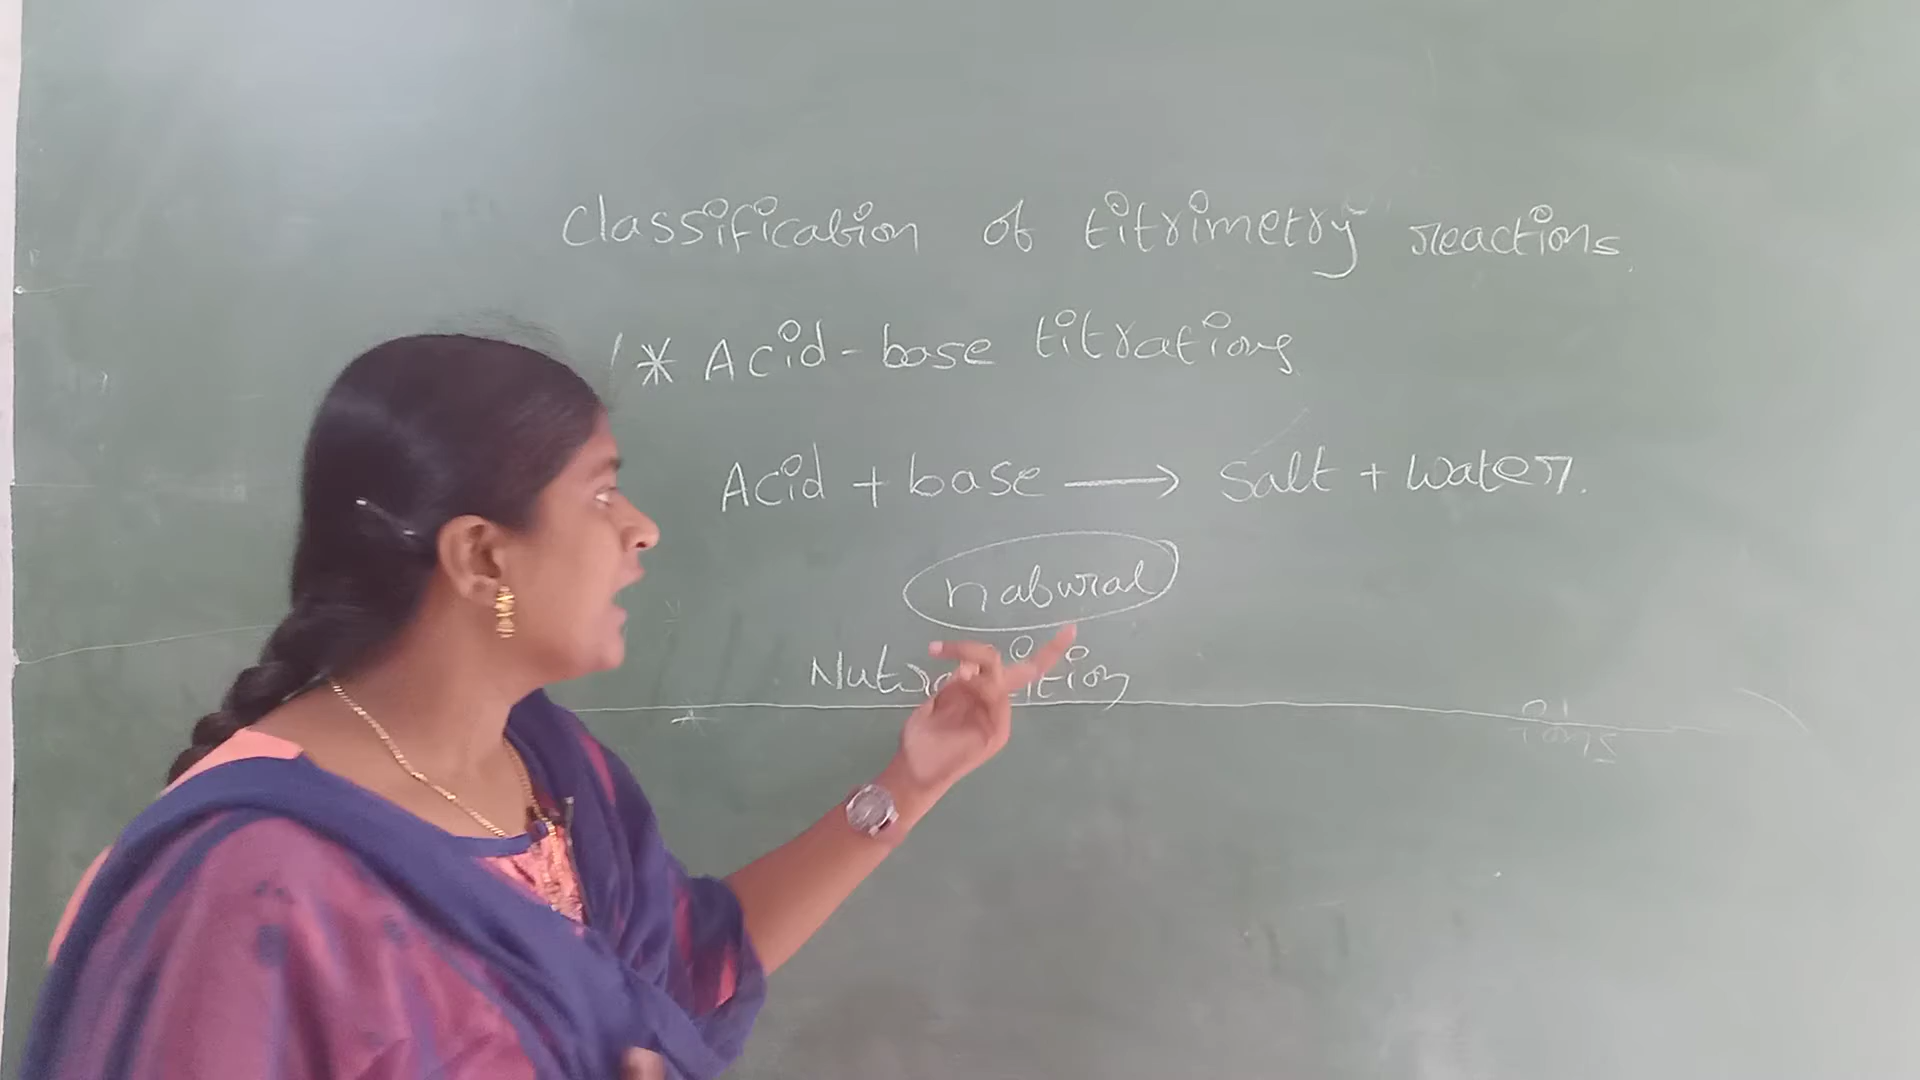 Classification of titrimetry reactions.
* Acid-base titrations
Acid + base → Salt + water.
natural